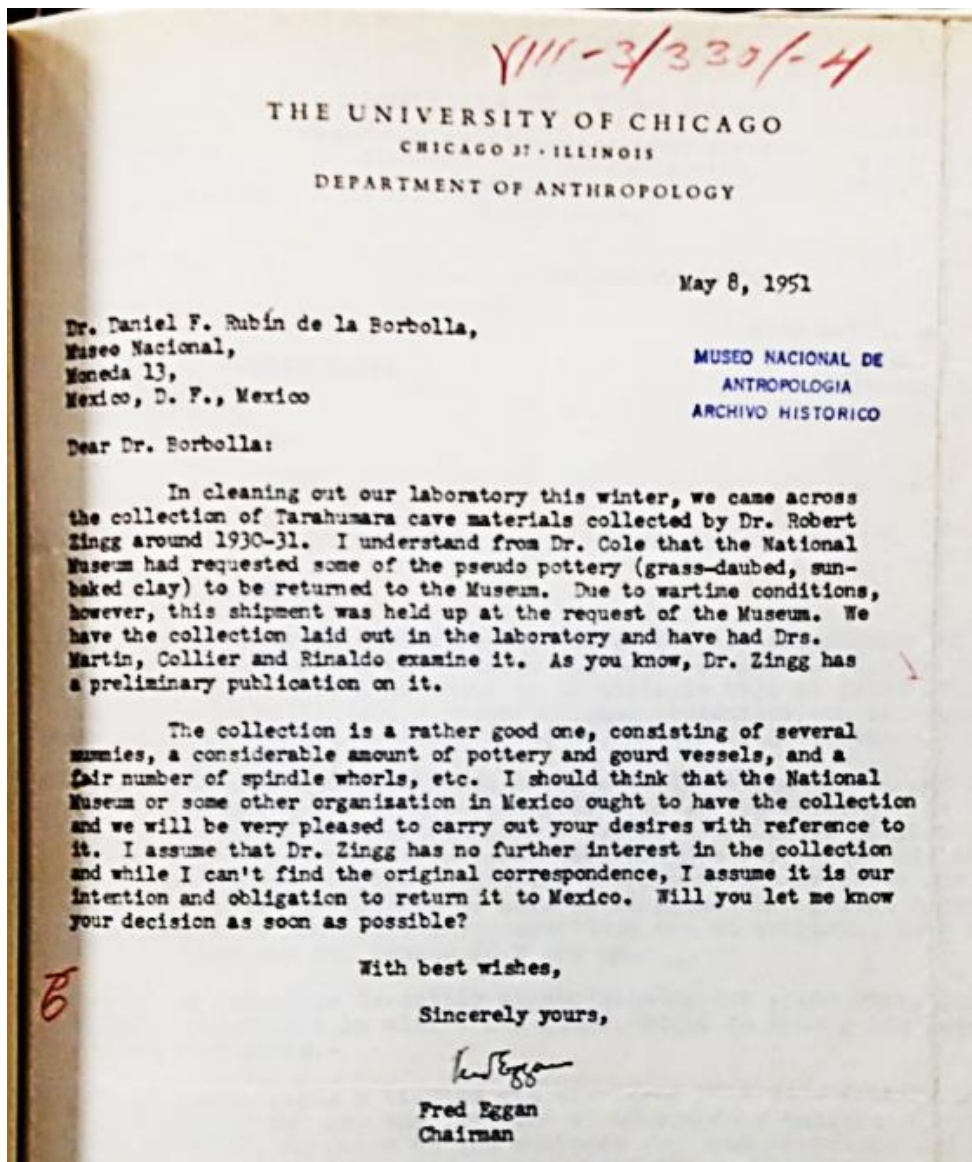 VIII-3/330/-4
THE UNIVERSITY OF CHICAGO
CHICAGO 37 · ILLINOIS
DEPARTMENT OF ANTHROPOLOGY
May 8, 1951
Dr. Daniel F. Rubín de la Borbolla,
Museo Nacional,
Moneda 13,
Mexico, D. F., Mexico
MUSEO NACIONAL DE
ANTROPOLOGIA
ARCHIVO HISTORICO
Dear Dr. Borbolla:
In cleaning out our laboratory this winter, we came across
the collection of Tarahumara cave materials collected by Dr. Robert
Zingg around 1930-31. I understand from Dr. Cole that the National
Museum had requested some of the pseudo pottery (grass-daubed, sun-
baked clay) to be returned to the Museum. Due to wartime conditions,
however, this shipment was held up at the request of the Museum. We
have the collection laid out in the laboratory and have had Drs.
Martin, Collier and Rinaldo examine it. As you know, Dr. Zingg has
a preliminary publication on it.
The collection is a rather good one, consisting of several
mummies, a considerable amount of pottery and gourd vessels, and a
fair number of spindle whorls, etc. I should think that the National
Museum or some other organization in Mexico ought to have the collection
and we will be very pleased to carry out your desires with reference to
it. I assume that Dr. Zingg has no further interest in the collection
and while I can't find the original correspondence, I assume it is our
intention and obligation to return it to Mexico. Will you let me know
your decision as soon as possible?
With best wishes,
Sincerely yours,
Fred Eggan
Fred Eggan
Chairman